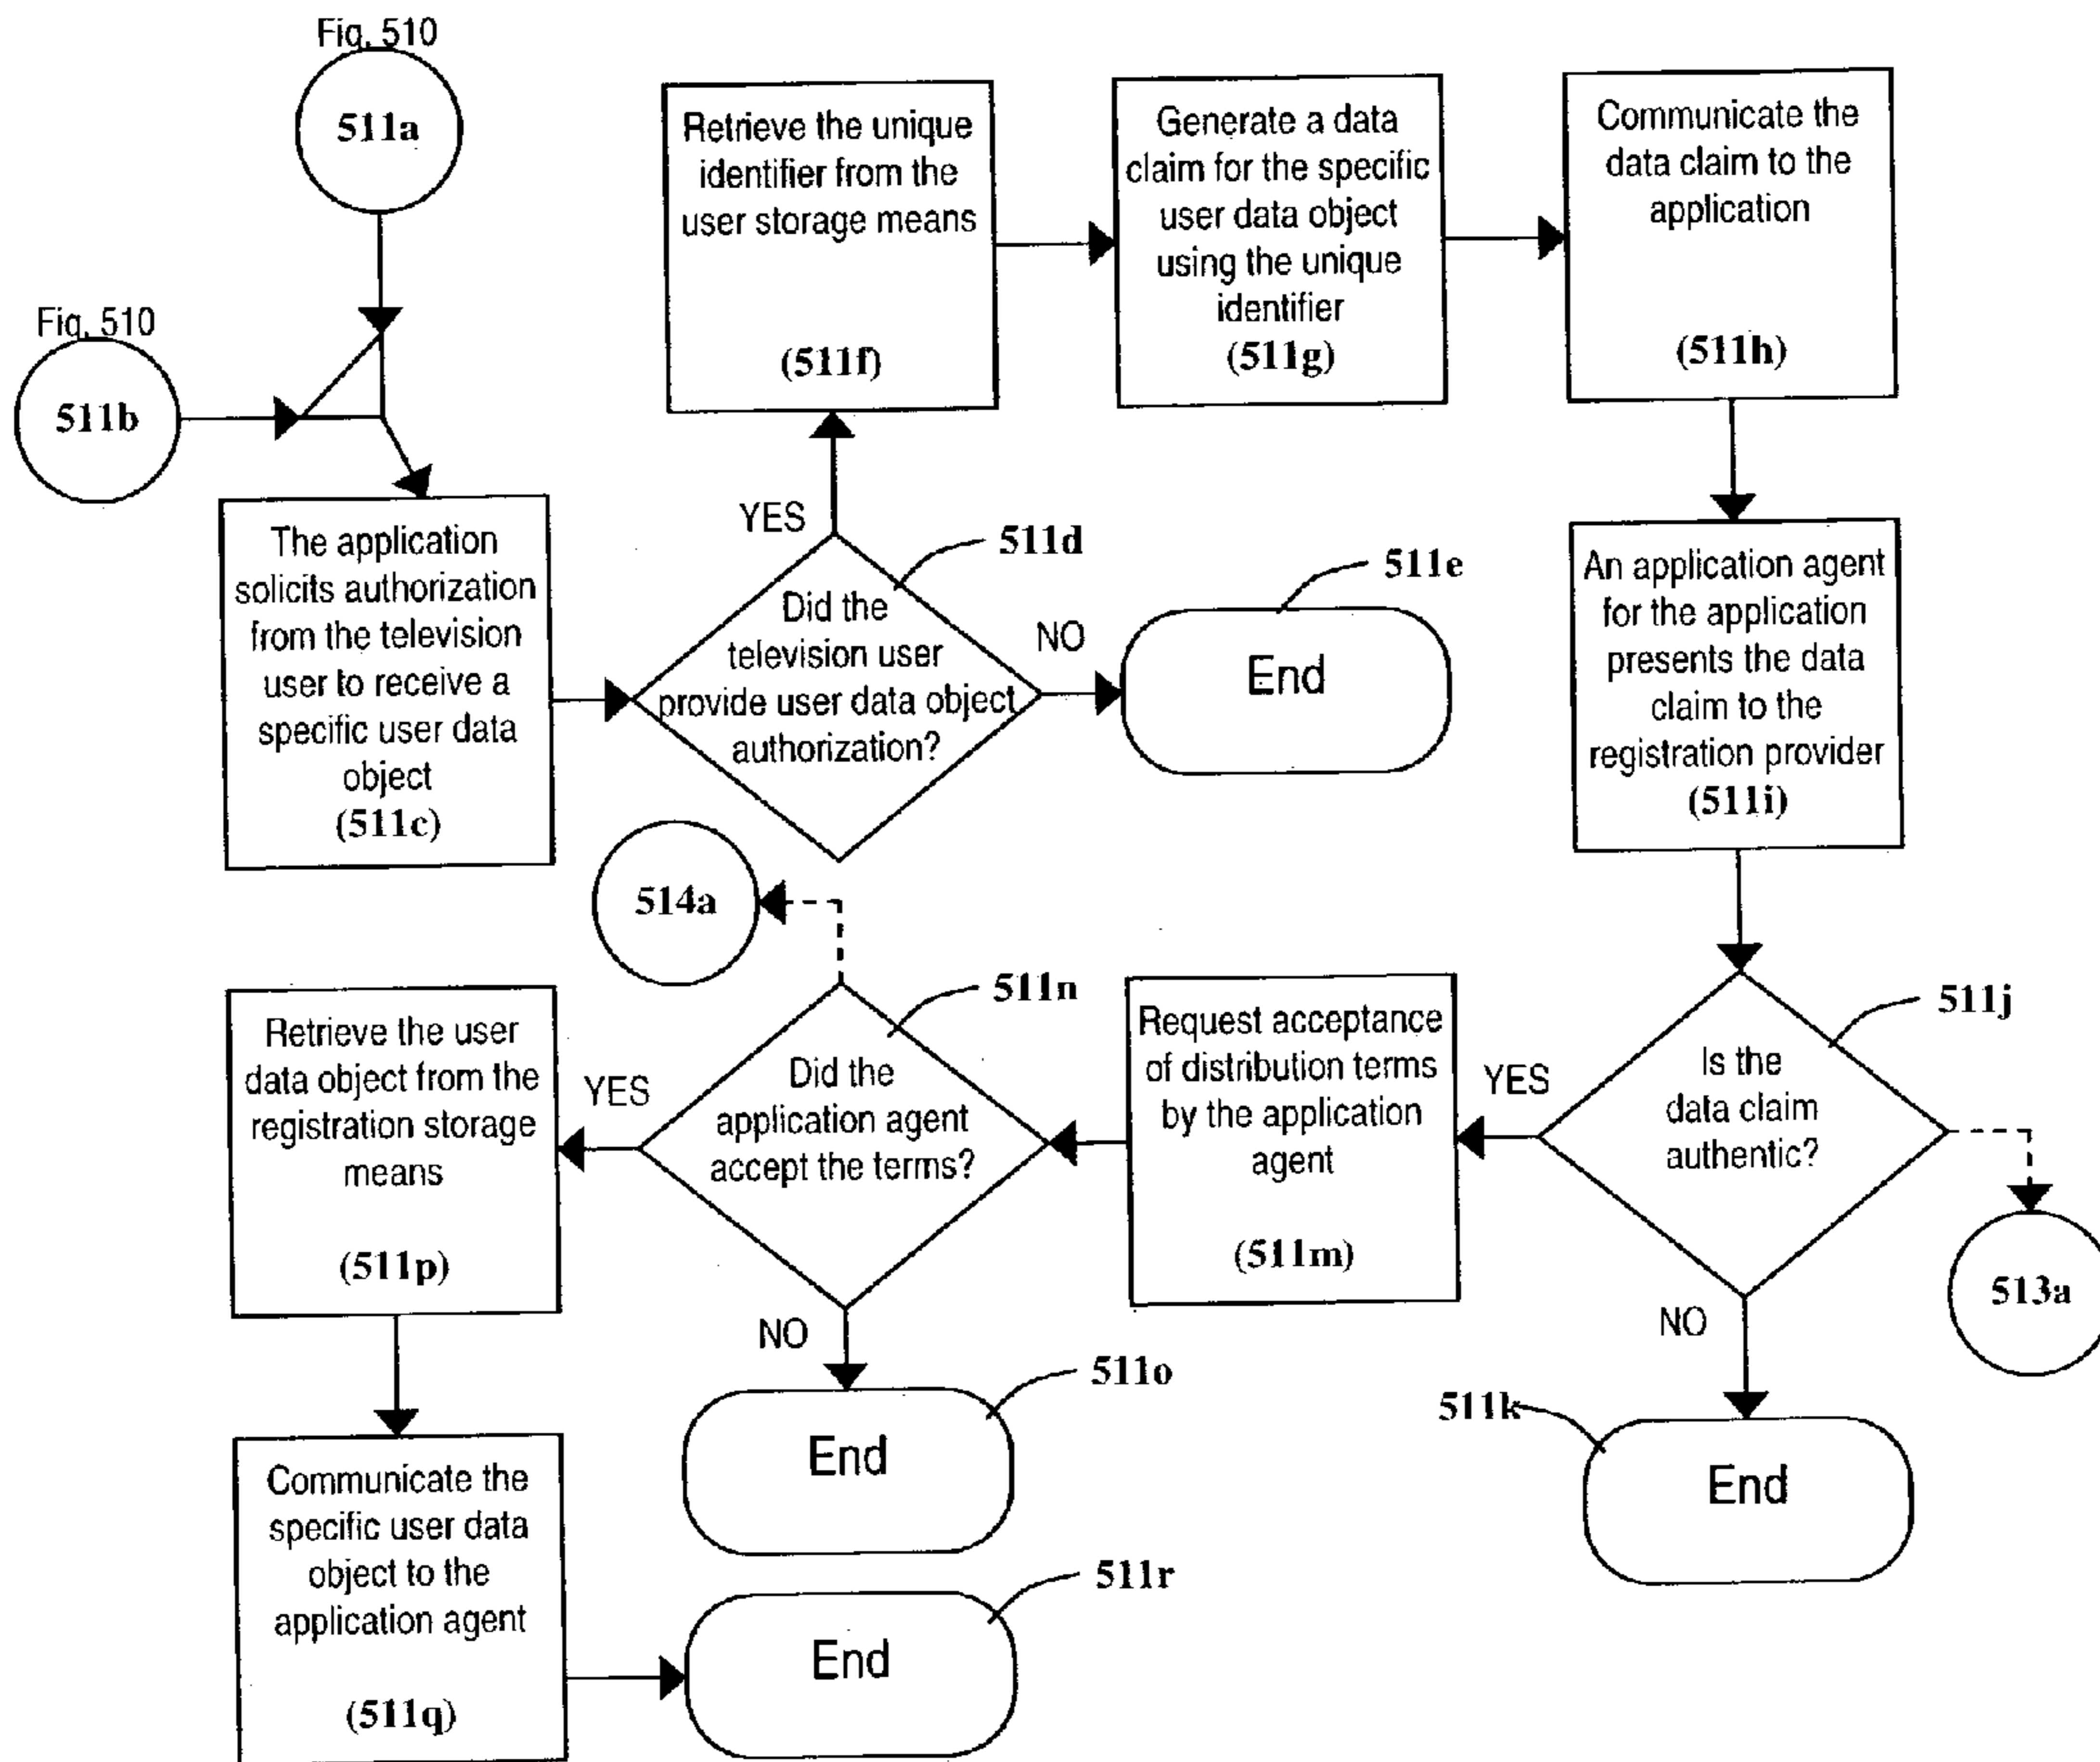 Fig. 510
511a
Fig. 510
511b
The application
solicits authorization
from the television
user to receive a
specific user data
object
(511c)
YES
511d
Did the
television user
provide user data object
authorization?
NO
511e
End
Retrieve the unique
identifier from the
user storage means
(511f)
Generate a data
claim for the specific
user data object
using the unique
identifier
(511g)
Communicate the
data claim to the
application
(511h)
An application agent
for the application
presents the data
claim to the
registration provider
(511i)
511j
Is the
data claim
authentic?
513a
NO
511k
End
YES
Request acceptance
of distribution terms
by the application
agent
(511m)
511n
Did the
application agent
accept the terms?
514a
NO
511o
End
YES
Retrieve the user
data object from the
registration storage
means
(511p)
Communicate the
specific user data
object to the
application agent
(511q)
511r
End